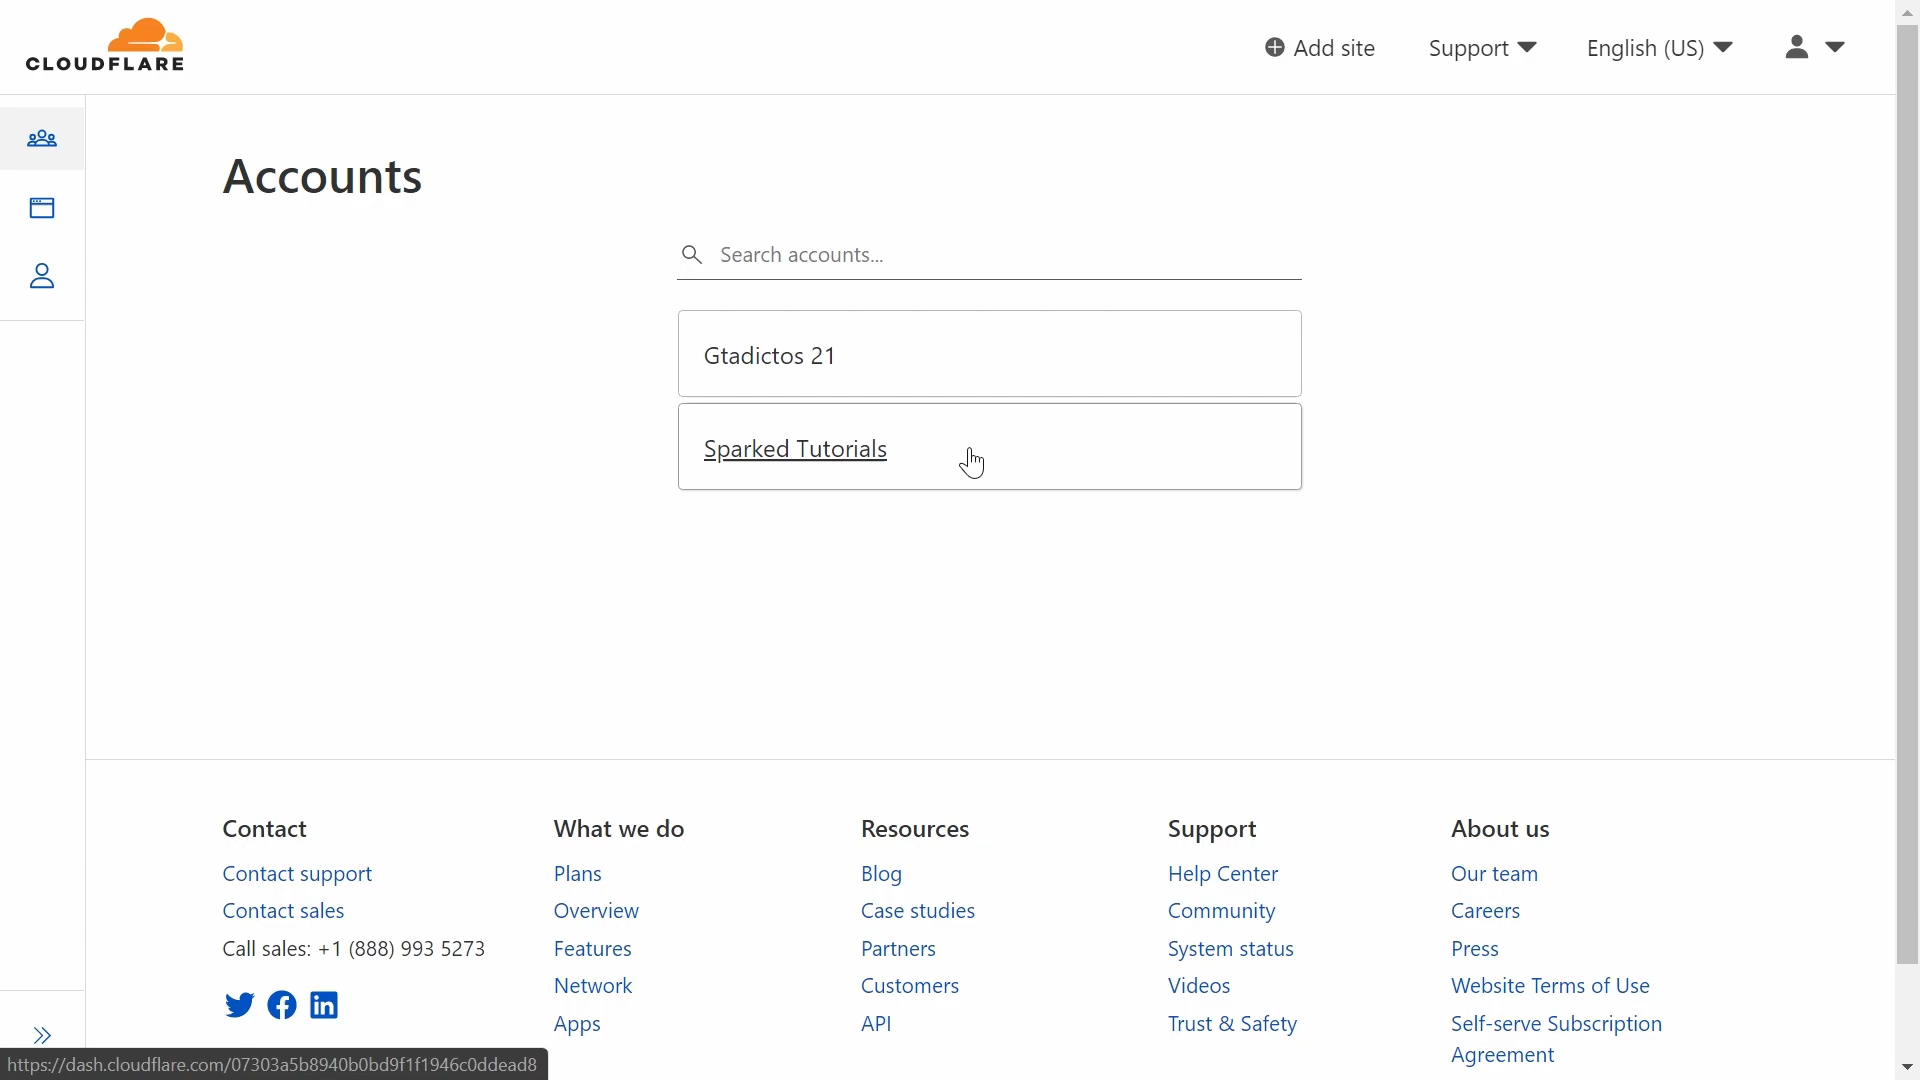 CLOUDFLARE
Add site
Support
English (US)
Accounts
Search accounts...
Gtadictos 21
Sparked Tutorials
Contact
Contact support
Contact sales
Call sales: +1 (888) 993 5273
What we do
Plans
Overview
Features
Network
Apps
Resources
Blog
Case studies
Partners
Customers
API
Support
Help Center
Community
System status
Videos
Trust & Safety
About us
Our team
Careers
Press
Website Terms of Use
Self-serve Subscription
Agreement
https://dash.cloudflare.com/07303a5b8940b0bd9f1f1946c0ddead8